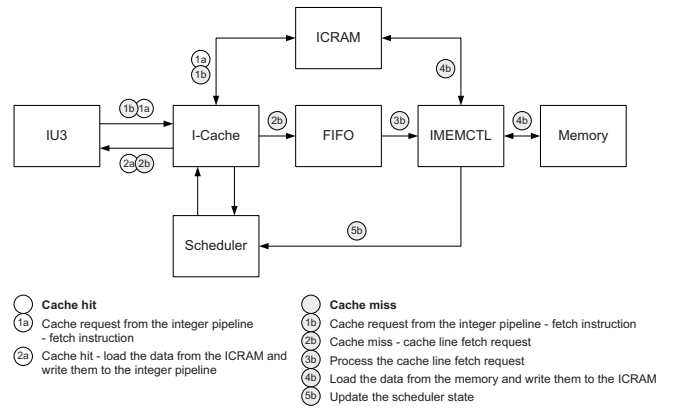 ICRAM
1a
1b
4b
IU3
1b 1a
I-Cache
2b
FIFO
3b
IMEMCTL
4b
Memory
2a 2b
Scheduler
5b
Cache hit
1a Cache request from the integer pipeline
- fetch instruction
2a Cache hit - load the data from the ICRAM and
write them to the integer pipeline
Cache miss
1b Cache request from the integer pipeline - fetch instruction
2b Cache miss - cache line fetch request
3b Process the cache line fetch request
4b Load the data from the memory and write them to the ICRAM
5b Update the scheduler state